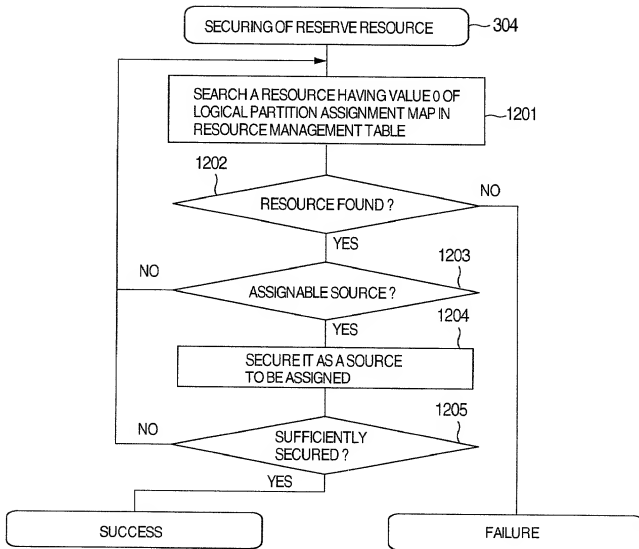 SECURING OF RESERVE RESOURCE
304
SEARCH A RESOURCE HAVING VALUE 0 OF
LOGICAL PARTITION ASSIGNMENT MAP IN
RESOURCE MANAGEMENT TABLE
1201
1202
RESOURCE FOUND ?
NO
YES
1203
NO
ASSIGNABLE SOURCE ?
YES
1204
SECURE IT AS A SOURCE
TO BE ASSIGNED
1205
NO
SUFFICIENTLY
SECURED ?
YES
SUCCESS
FAILURE